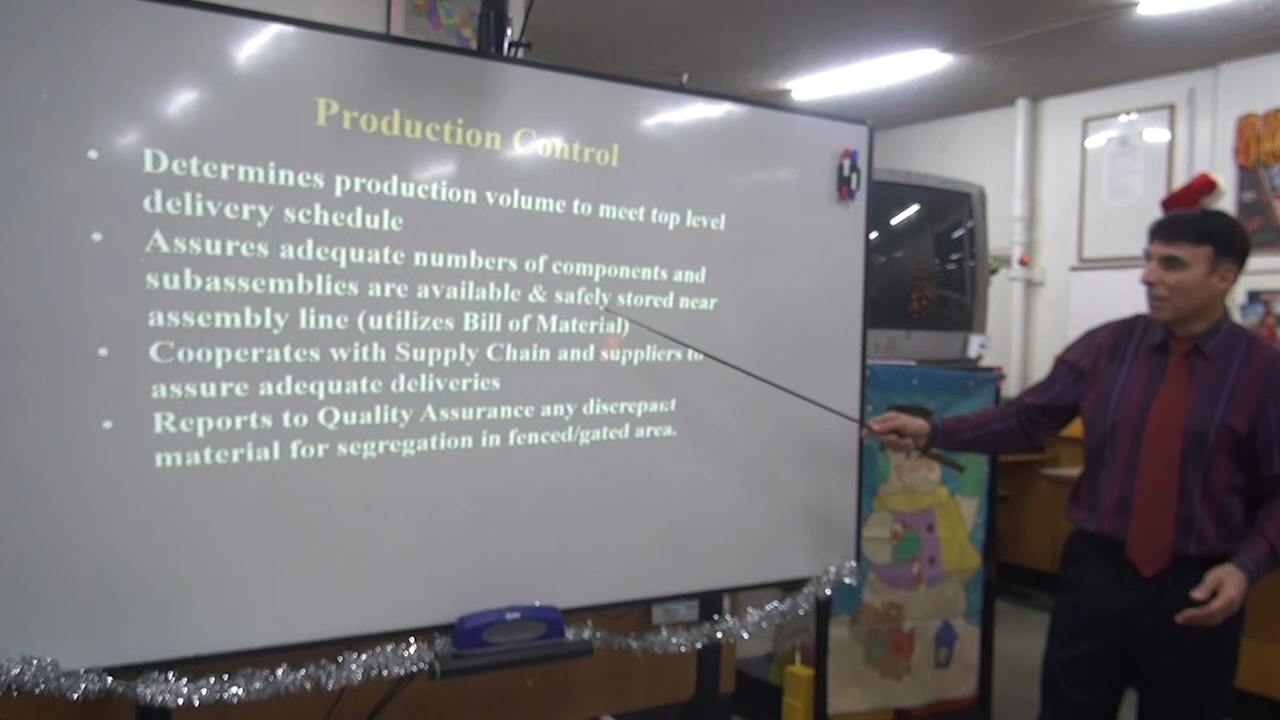 Production Control
• Determines production volume to meet top level
delivery schedule
• Assures adequate numbers of components and
subassemblies are available & safely stored near
assembly line (utilizes Bill of Material)
• Cooperates with Supply Chain and suppliers to
assure adequate deliveries
• Reports to Quality Assurance any discrepant
material for segregation in fenced/gated area.